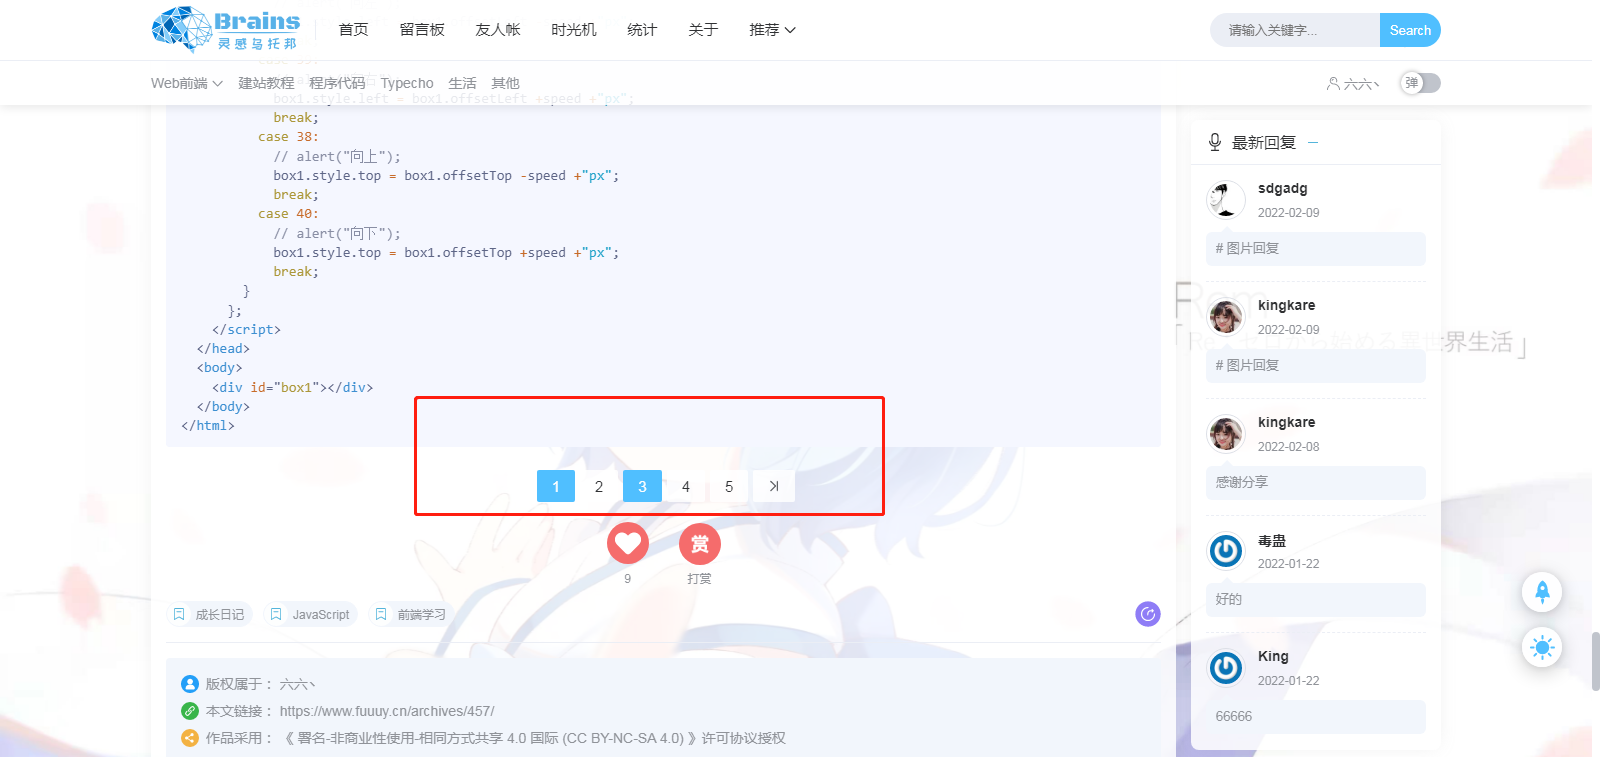 Brains
灵感乌托邦
首页 留言板 友人帐 时光机 统计 关于 推荐
请输入关键字...
Search
Web前端 建站教程 程序代码 Typecho 生活 其他
六六丶
弹
box1.style.left = box1.offsetLeft +speed +"px";
break;
case 38:
// alert("向上");
box1.style.top = box1.offsetTop -speed +"px";
break;
case 40:
// alert("向下");
box1.style.top = box1.offsetTop +speed +"px";
break;
}
};
</script>
</head>
<body>
<div id="box1"></div>
</body>
</html>
1 2 3 4 5
赏
9
打赏
成长日记 JavaScript 前端学习
版权属于： 六六丶
本文链接： https://www.fuuuy.cn/archives/457/
作品采用： 《 署名-非商业性使用-相同方式共享 4.0 国际 (CC BY-NC-SA 4.0) 》许可协议授权
最新回复
sdgadg
2022-02-09
# 图片回复
kingkare
2022-02-09
# 图片回复
kingkare
2022-02-08
感谢分享
毒蛊
2022-01-22
好的
King
2022-01-22
66666
Rem
「Re：ゼロから始める異世界生活」